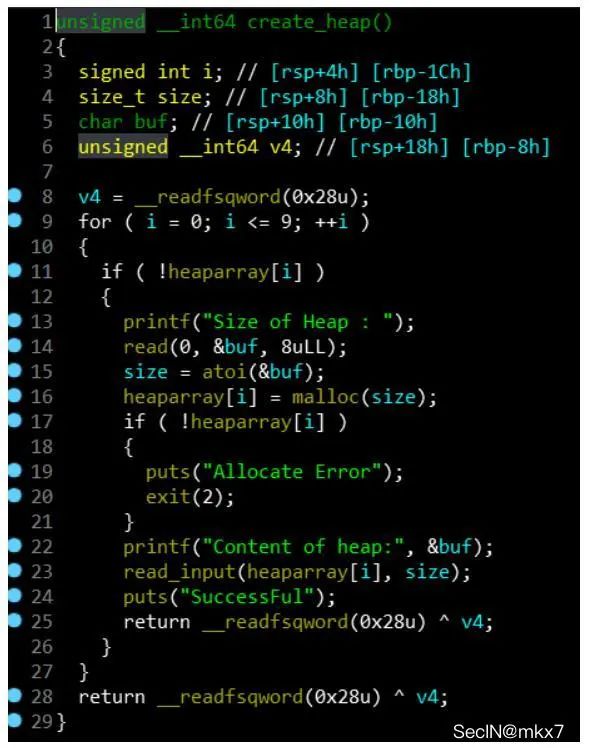 1 unsigned __int64 create_heap()
2 {
3   signed int i; // [rsp+4h] [rbp-1Ch]
4   size_t size; // [rsp+8h] [rbp-18h]
5   char buf; // [rsp+10h] [rbp-10h]
6   unsigned __int64 v4; // [rsp+18h] [rbp-8h]
7
8   v4 = __readfsqword(0x28u);
9   for ( i = 0; i <= 9; ++i )
10   {
11     if ( !heaparray[i] )
12     {
13       printf("Size of Heap : ");
14       read(0, &buf, 8uLL);
15       size = atoi(&buf);
16       heaparray[i] = malloc(size);
17       if ( !heaparray[i] )
18       {
19         puts("Allocate Error");
20         exit(2);
21       }
22       printf("Content of heap:", &buf);
23       read_input(heaparray[i], size);
24       puts("SuccessFul");
25       return __readfsqword(0x28u) ^ v4;
26     }
27   }
28   return __readfsqword(0x28u) ^ v4;
29 }
SecIN@mkx7